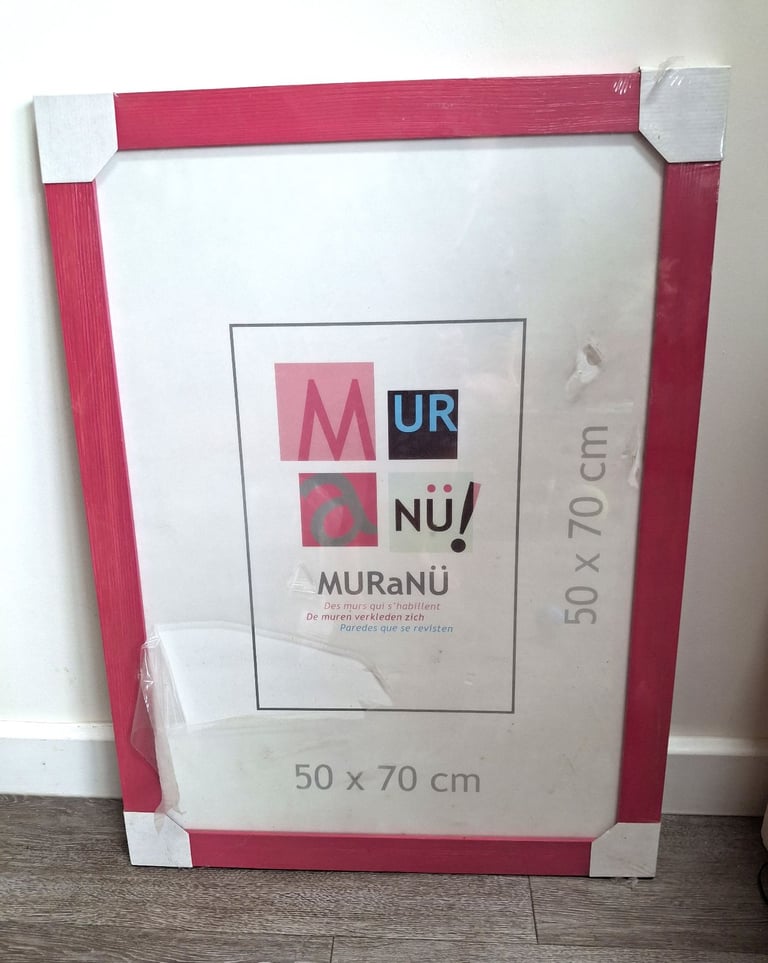 M UR
a NÜ!
MURaNÜ
Des murs qui s'habillent
De muren verkleden zich
Paredes que se revisten
50 x 70 cm
50 x 70 cm